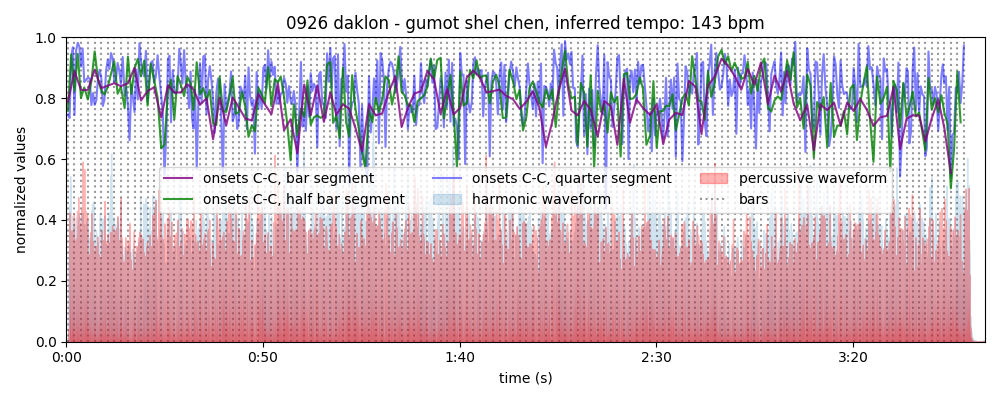 0926 daklon - gumot shel chen, inferred tempo: 143 bpm
1.0
0.8
0.6
0.4
0.2
0.0
normalized values
onsets C-C, bar segment
onsets C-C, half bar segment
onsets C-C, quarter segment
harmonic waveform
percussive waveform
bars
0:00
0:50
1:40
2:30
3:20
time (s)